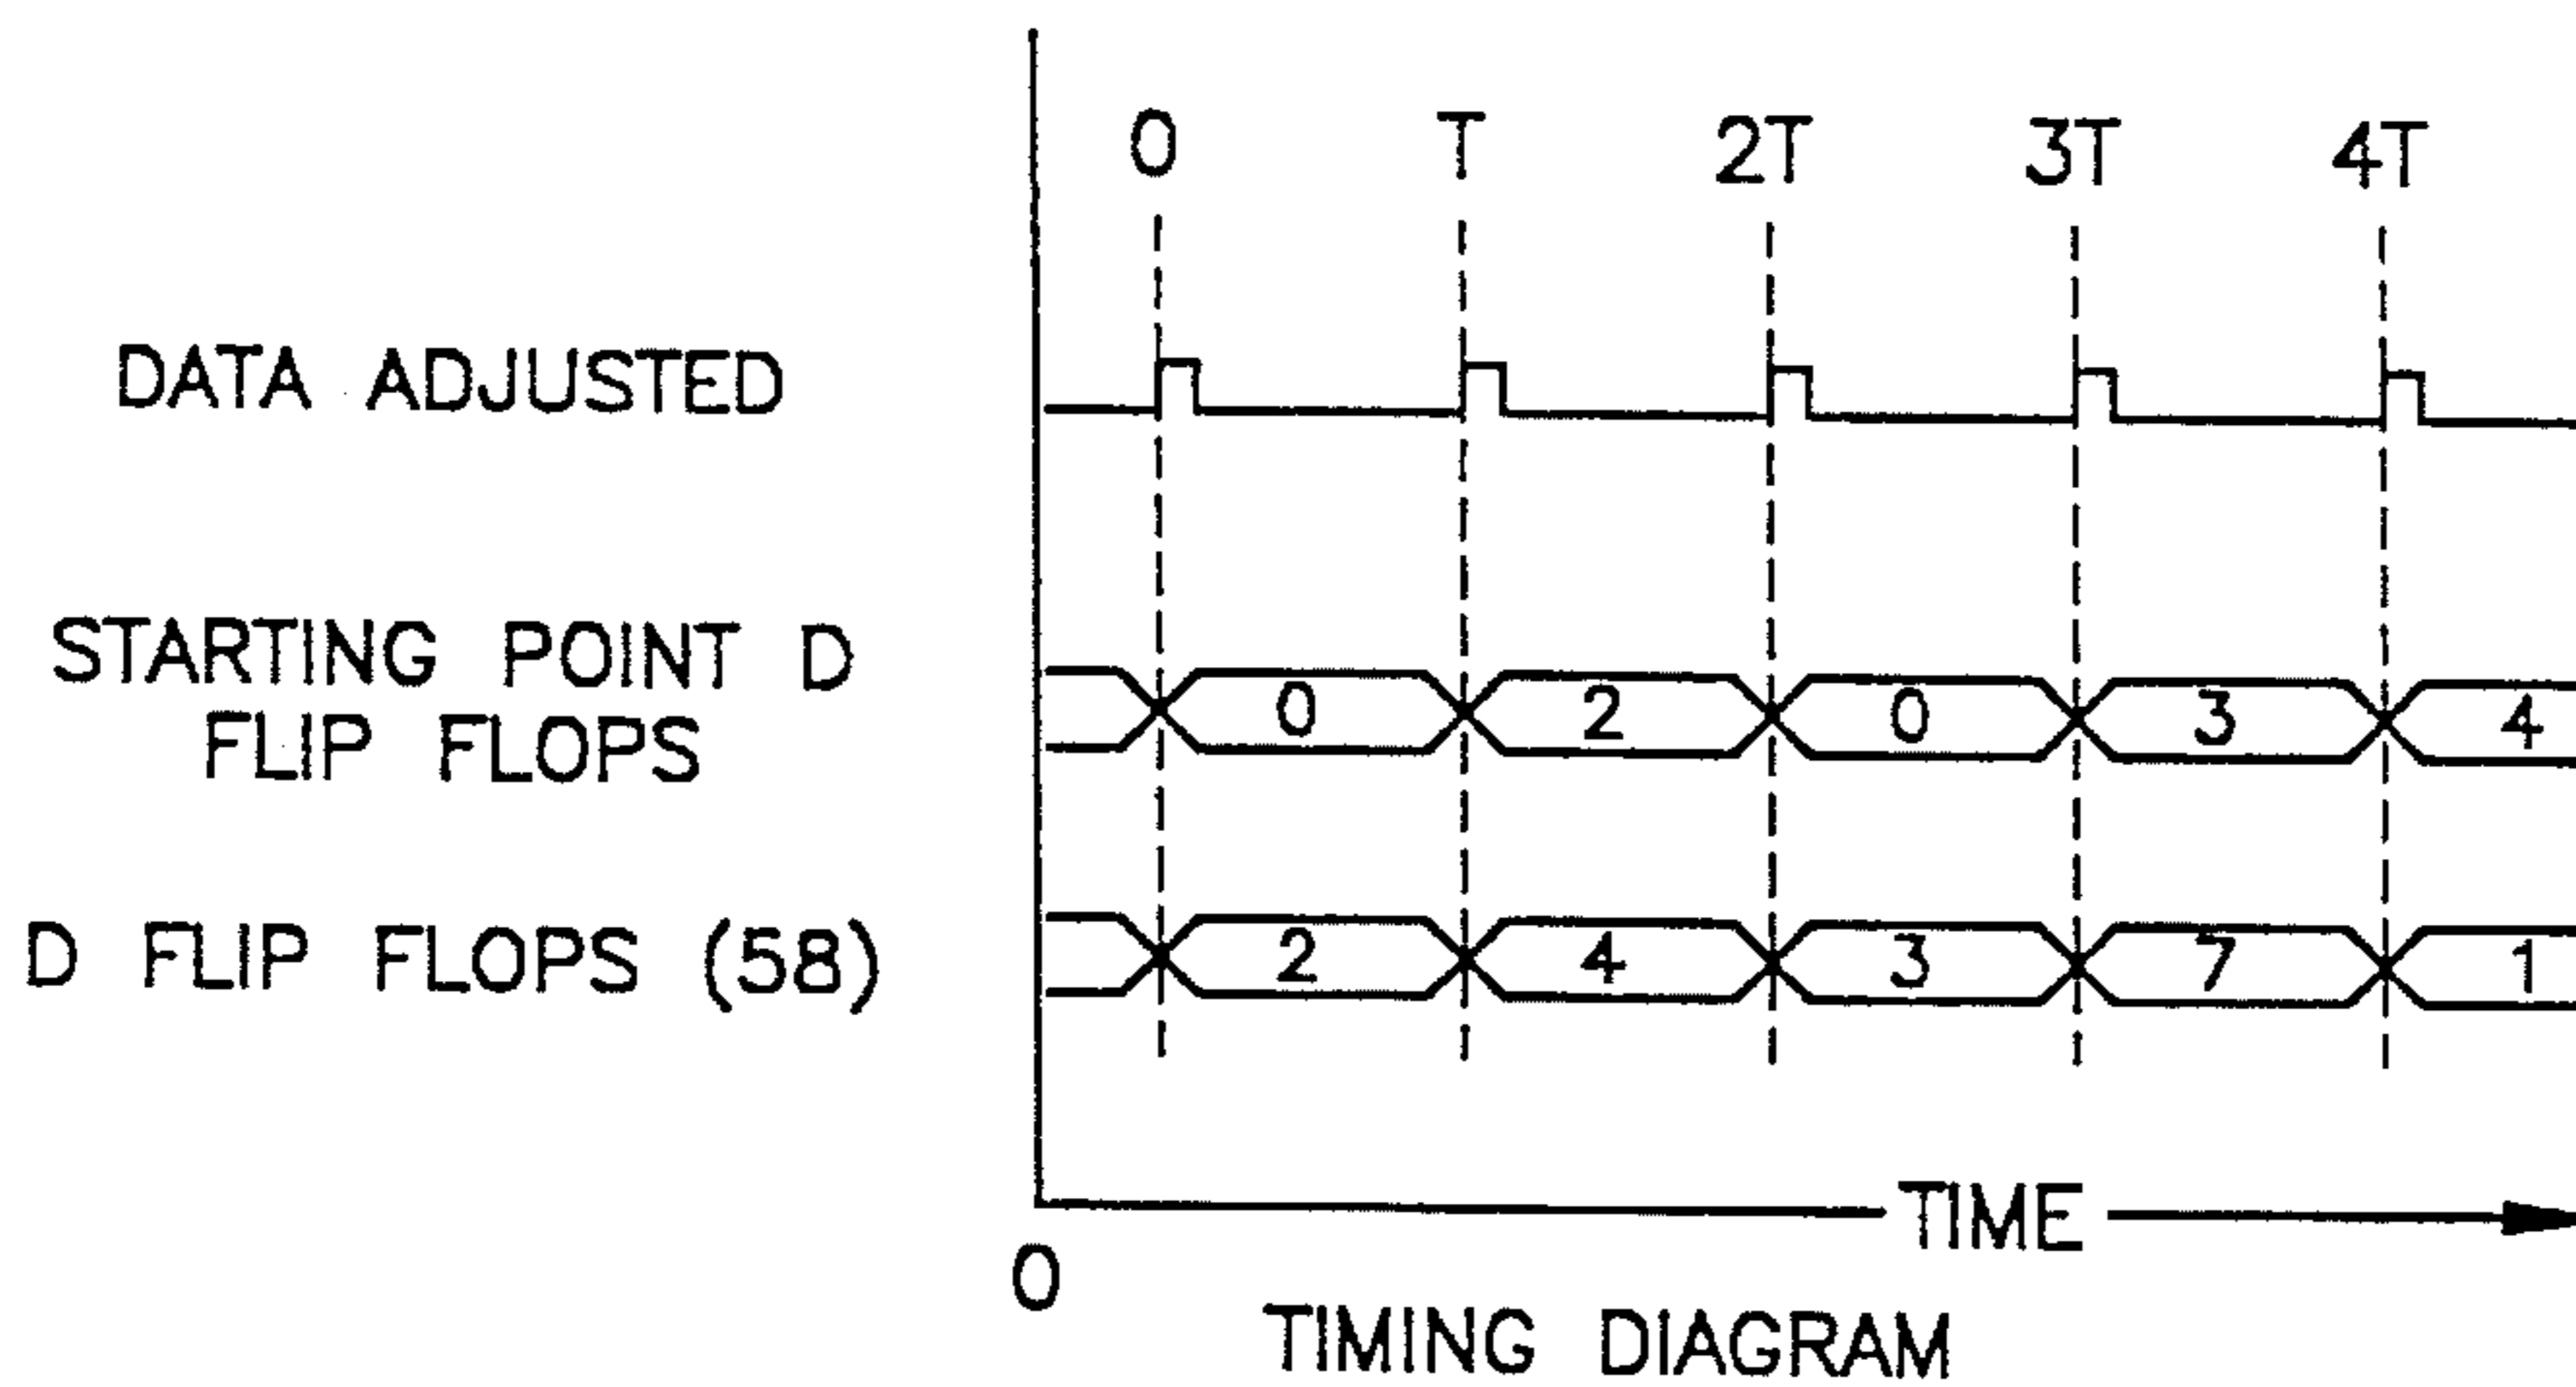 0 T 2T 3T 4T
DATA ADJUSTED
STARTING POINT D
FLIP FLOPS
0 2 0 3 4
D FLIP FLOPS (58)
2 4 3 7 1
TIME
0
TIMING DIAGRAM